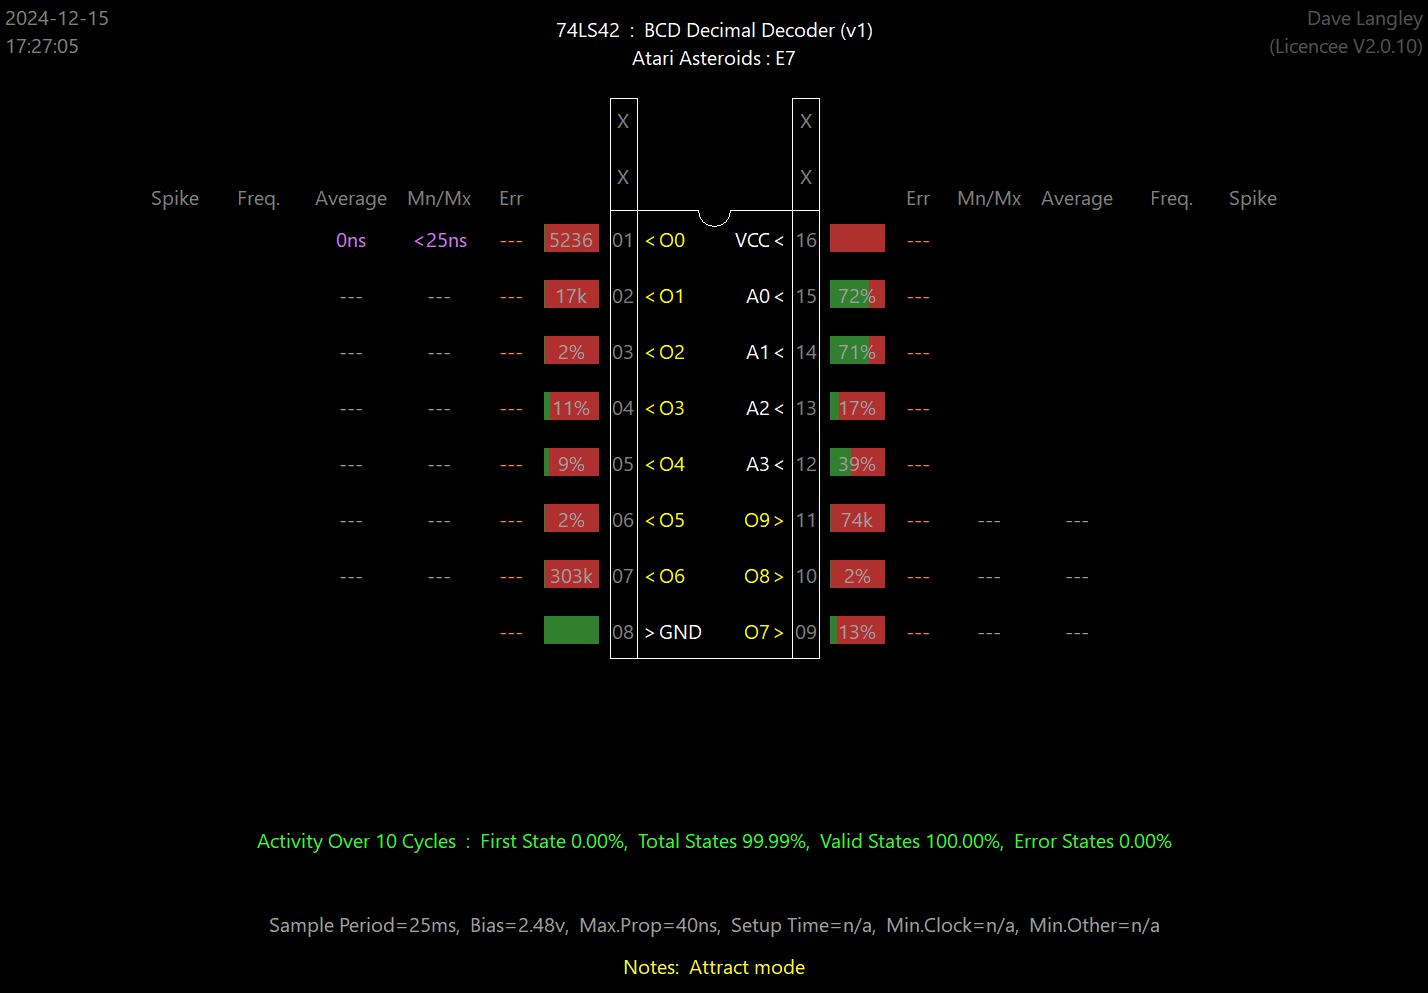 2024-12-15
17:27:05
74LS42 : BCD Decimal Decoder (v1)
Atari Asteroids : E7
Dave Langley
(Licencee V2.0.10)
X X
X X
Spike Freq. Average Mn/Mx Err Err Mn/Mx Average Freq. Spike
0ns <25ns --- 5236 01 < O0 VCC < 16 ---
--- --- --- 17k 02 < O1 A0 < 15 72% ---
--- --- --- 2% 03 < O2 A1 < 14 71% ---
--- --- --- 11% 04 < O3 A2 < 13 17% ---
--- --- --- 9% 05 < O4 A3 < 12 39% ---
--- --- --- 2% 06 < O5 O9 > 11 74k --- --- ---
--- --- --- 303k 07 < O6 O8 > 10 2% --- --- ---
--- 08 > GND O7 > 09 13% --- --- ---
Activity Over 10 Cycles : First State 0.00%, Total States 99.99%, Valid States 100.00%, Error States 0.00%
Sample Period=25ms, Bias=2.48v, Max.Prop=40ns, Setup Time=n/a, Min.Clock=n/a, Min.Other=n/a
Notes: Attract mode